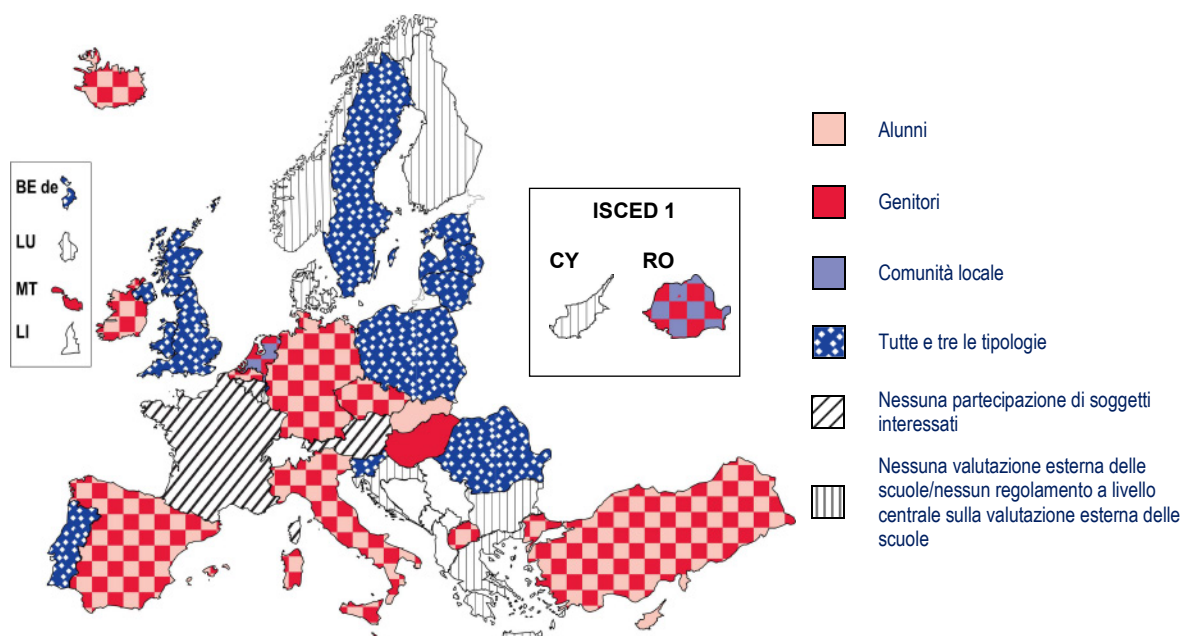 BE de
LU
MT
LI
ISCED 1
CY RO
Alunni
Genitori
Comunità locale
Tutte e tre le tipologie
Nessuna partecipazione di soggetti
interessati
Nessuna valutazione esterna delle
scuole/nessun regolamento a livello
centrale sulla valutazione esterna delle
scuole